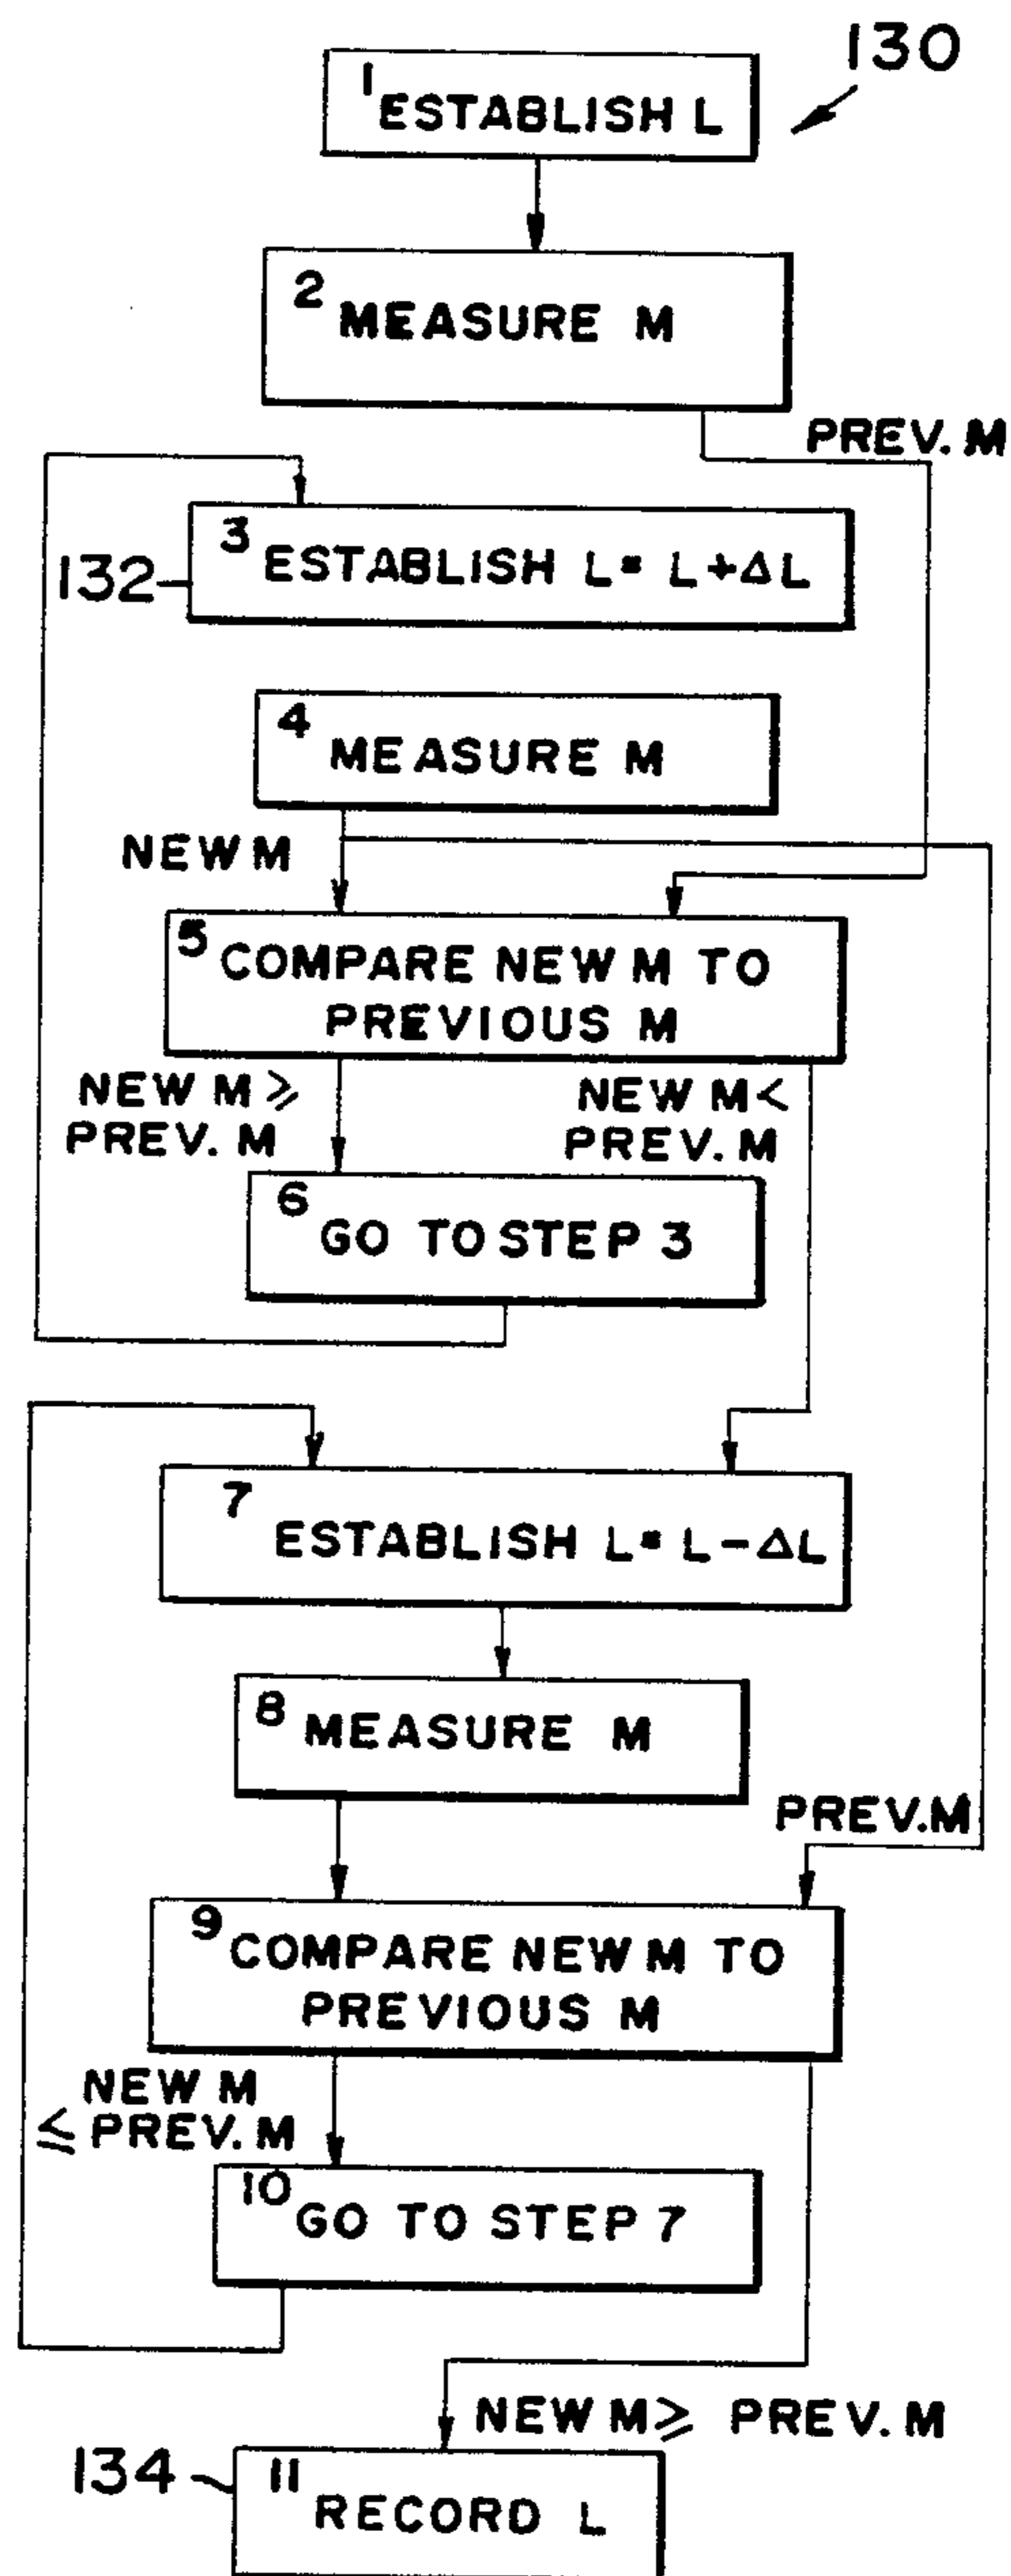 130
1 ESTABLISH L
2 MEASURE M
PREV. M
3 ESTABLISH L = L + Δ L
132
4 MEASURE M
NEW M
5 COMPARE NEW M TO
PREVIOUS M
NEW M ≥
PREV. M
NEW M <
PREV. M
6 GO TO STEP 3
7 ESTABLISH L = L - Δ L
8 MEASURE M
PREV. M
9 COMPARE NEW M TO
PREVIOUS M
NEW M
≤ PREV. M
10 GO TO STEP 7
NEW M ≥ PREV. M
134
11 RECORD L